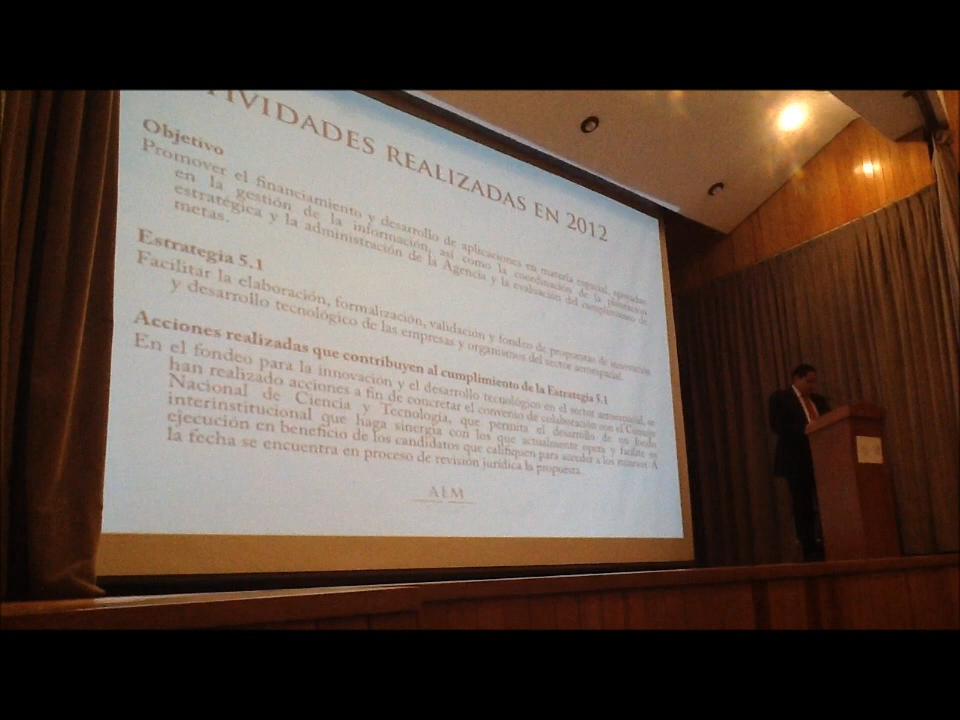 TIVIDADES REALIZADAS EN 2012
Objetivo
Promover el financiamiento y desarrollo de aplicaciones en materia espacial, apoyadas
en la gestión de la información, así como la coordinación de la planeación
estratégica y la administración de la Agencia y la evaluación del cumplimiento de
metas.
Estrategia 5.1
Facilitar la elaboración, formalización, validación y fondeo de propuestas de innovación
y desarrollo tecnológico de las empresas y organismos del sector aeroespacial.
Acciones realizadas que contribuyen al cumplimiento de la Estrategia 5.1
En el fondeo para la innovación y el desarrollo tecnológico en el sector aeroespacial, se
han realizado acciones a fin de concretar el convenio de colaboración con el Consejo
Nacional de Ciencia y Tecnología, que permita el desarrollo de un fondo
interinstitucional que haga sinergia con los que actualmente opera y facilite su
ejecución en beneficio de los candidatos que califiquen para acceder a los recursos. A
la fecha se encuentra en proceso de revisión jurídica la propuesta.
AEM